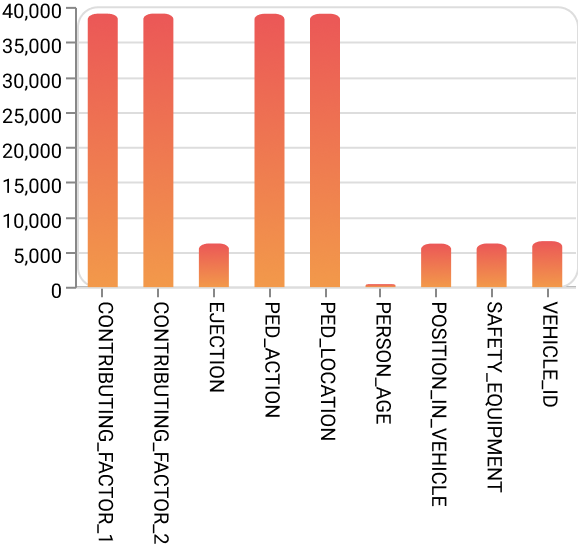 40,000
35,000
30,000
25,000
20,000
15,000
10,000
5,000
0
CONTRIBUTING_FACTOR_1
CONTRIBUTING_FACTOR_2
EJECTION
PED_ACTION
PED_LOCATION
PERSON_AGE
POSITION_IN_VEHICLE
SAFETY_EQUIPMENT
VEHICLE_ID